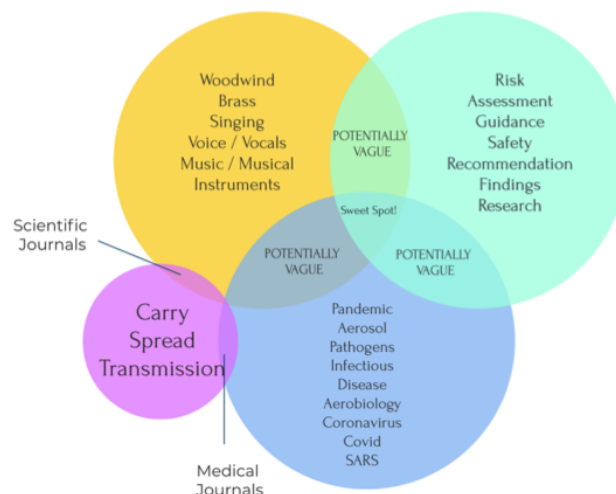 Woodwind
Brass
Singing
Voice / Vocals
Music / Musical
Instruments
POTENTIALLY
VAGUE
Risk
Assessment
Guidance
Safety
Recommendation
Findings
Research
Sweet Spot!
Scientific
Journals
POTENTIALLY
VAGUE
POTENTIALLY
VAGUE
Carry
Spread
Transmission
Pandemic
Aerosol
Pathogens
Infectious
Disease
Aerobiology
Coronavirus
Covid
SARS
Medical
Journals